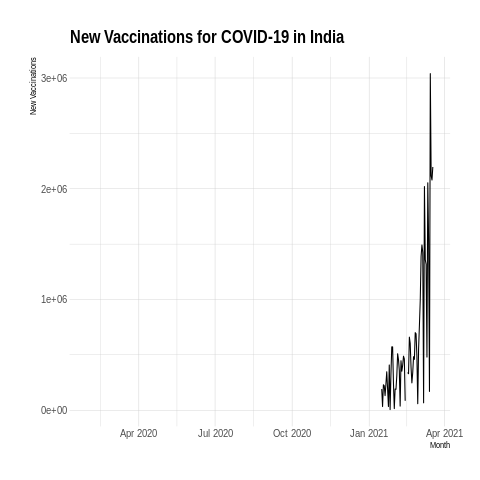 New Vaccinations for COVID-19 in India
New Vaccinations
3e+06
2e+06
1e+06
0e+00
Apr 2020
Jul 2020
Oct 2020
Jan 2021
Apr 2021
Month